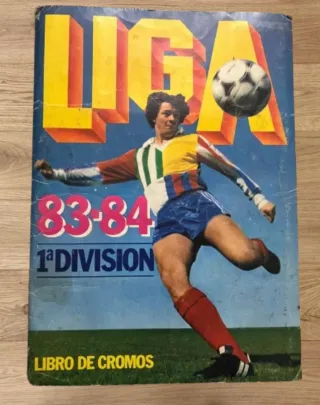 LIGA
83-84
1ª DIVISION
LIBRO DE CROMOS